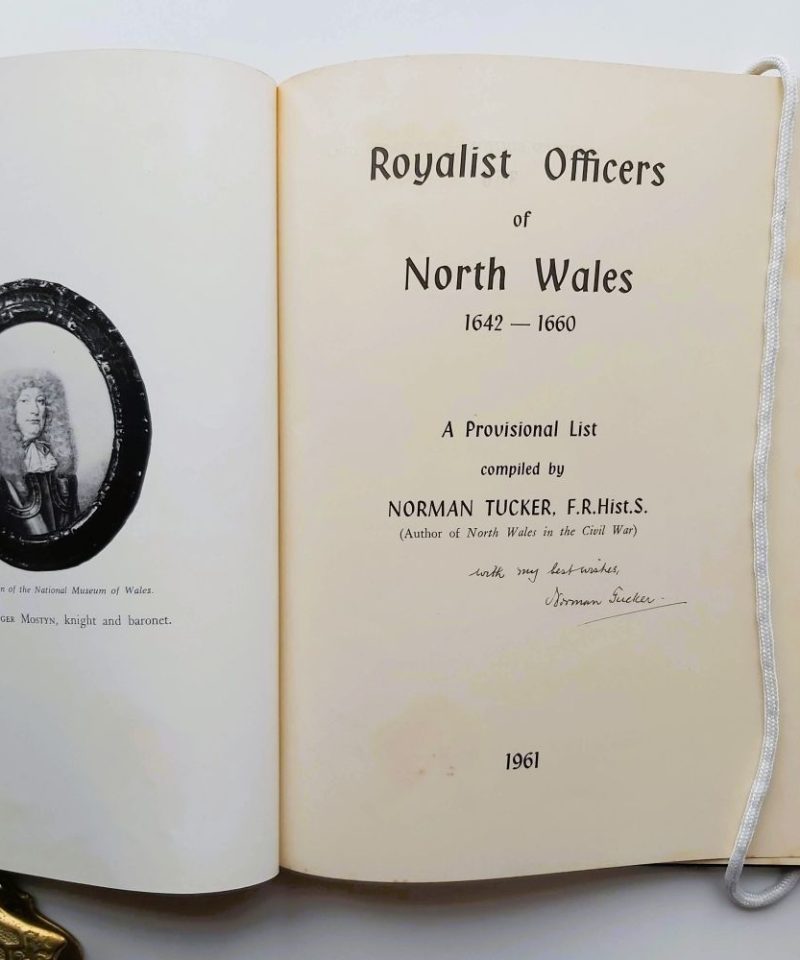 n of the National Museum of Wales.
GER MOSTYN, knight and baronet.
Royalist Officers
of
North Wales
1642 — 1660
A Provisional List
compiled by
NORMAN TUCKER, F.R.Hist.S.
(Author of North Wales in the Civil War)
with my best wishes,
Norman Tucker.
1961